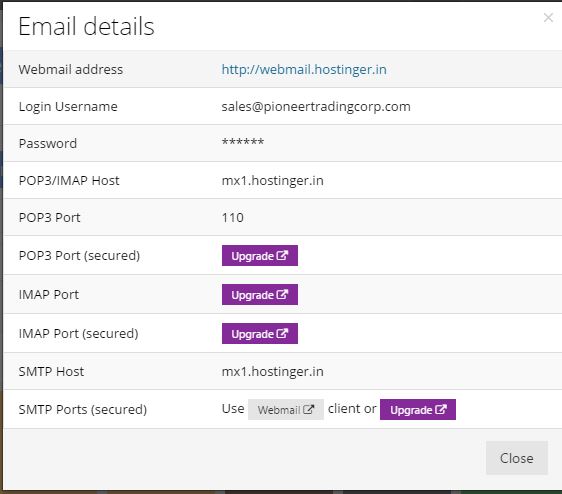 Email details
×
Webmail address http://webmail.hostinger.in
Login Username sales@pioneertradingcorp.com
Password ******
POP3/IMAP Host mx1.hostinger.in
POP3 Port 110
POP3 Port (secured) Upgrade
IMAP Port Upgrade
IMAP Port (secured) Upgrade
SMTP Host mx1.hostinger.in
SMTP Ports (secured) Use Webmail client or Upgrade
Close